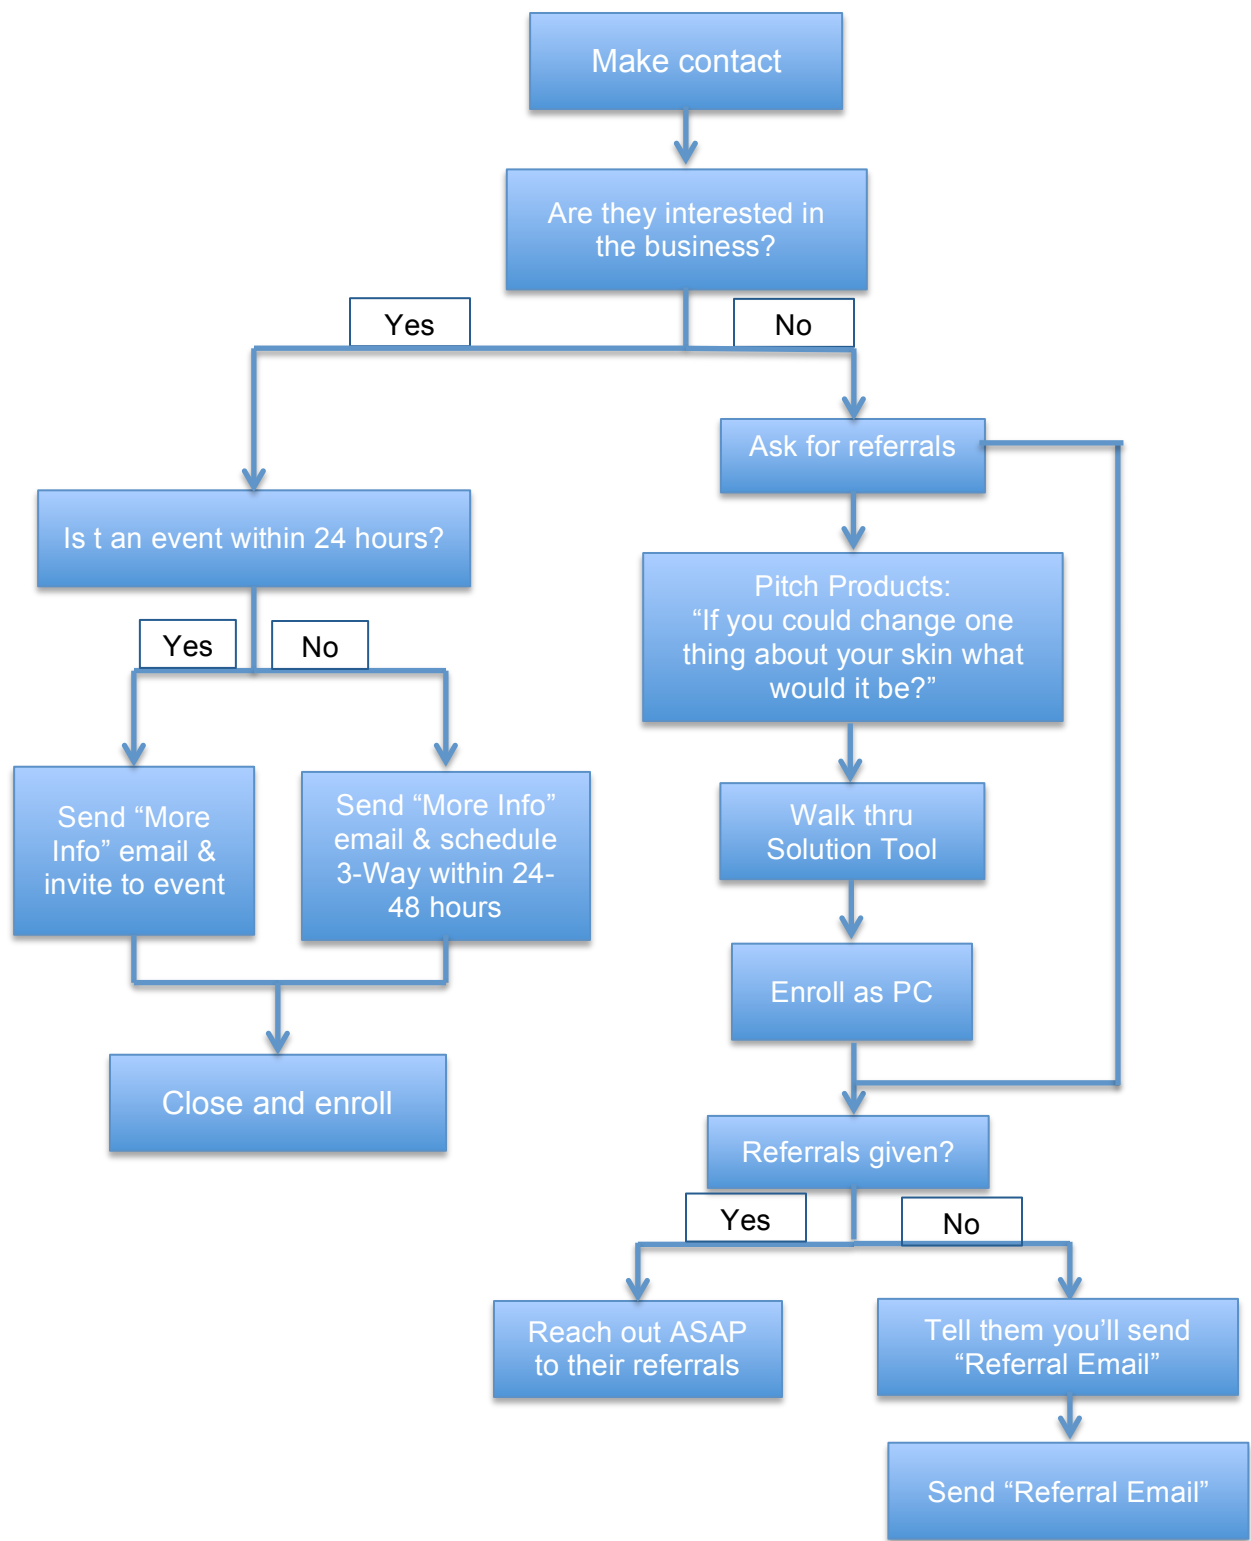 Make contact
Are they interested in
the business?
Yes
No
Ask for referrals
Is t an event within 24 hours?
Pitch Products:
“If you could change one
thing about your skin what
would it be?”
Yes
No
Send “More
Info” email &
invite to event
Send “More Info”
email & schedule
3-Way within 24-
48 hours
Walk thru
Solution Tool
Enroll as PC
Close and enroll
Referrals given?
Yes
No
Reach out ASAP
to their referrals
Tell them you’ll send
“Referral Email”
Send “Referral Email”